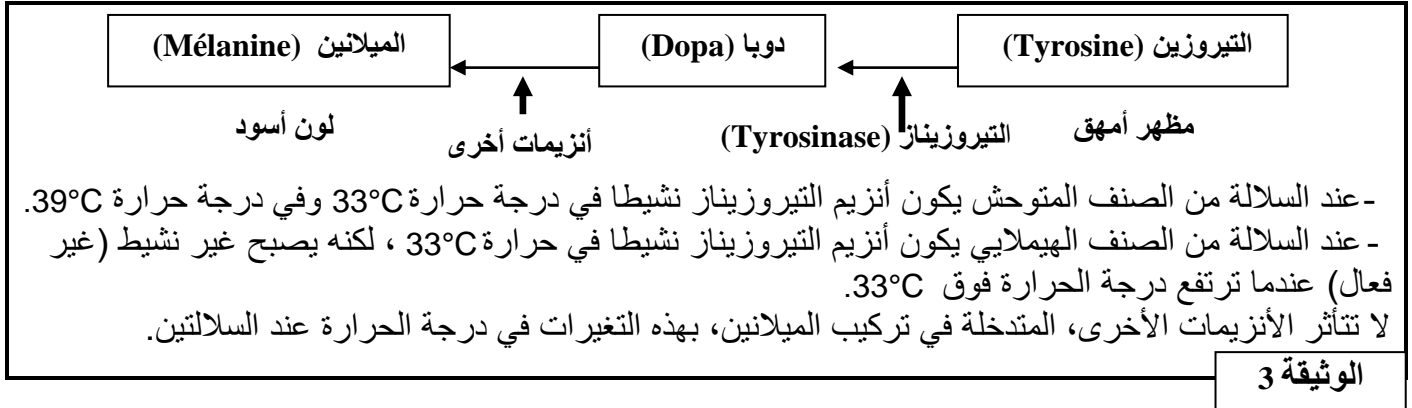 التيروزين (Tyrosine) دوبا (Dopa) الميلانين (Mélanine)
مظهر أمهق التيروزيناز (Tyrosinase) أنزيمات أخرى لون أسود
-عند السلالة من الصنف المتوحش يكون أنزيم التيروزيناز نشيطا في درجة حرارة 33°C وفي درجة حرارة 39°C.
- عند السلالة من الصنف الهيملايي يكون أنزيم التيروزيناز نشيطا في حرارة 33°C ، لكنه يصبح غير نشيط (غير
فعال) عندما ترتفع درجة الحرارة فوق 33°C.
لا تتأثر الأنزيمات الأخرى، المتدخلة في تركيب الميلانين، بهذه التغيرات في درجة الحرارة عند السلالتين.
الوثيقة 3